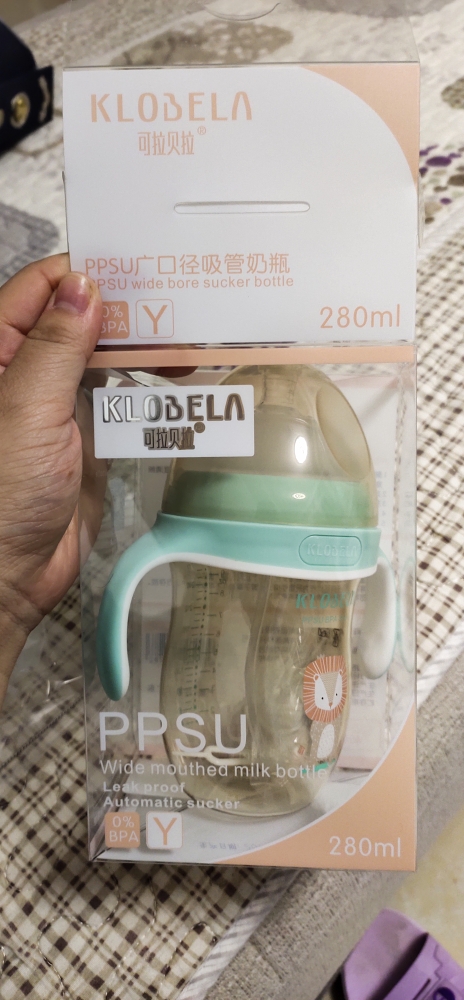 KLOBELA
可拉贝拉®
PPSU广口径吸管奶瓶
PPSU wide bore sucker bottle
0%
BPA
Y
280ml
KLOBELA
可拉贝拉
KLOBELA
PPSU
Wide mouthed milk bottle
Leak proof
Automatic sucker
0%
BPA
Y
280ml